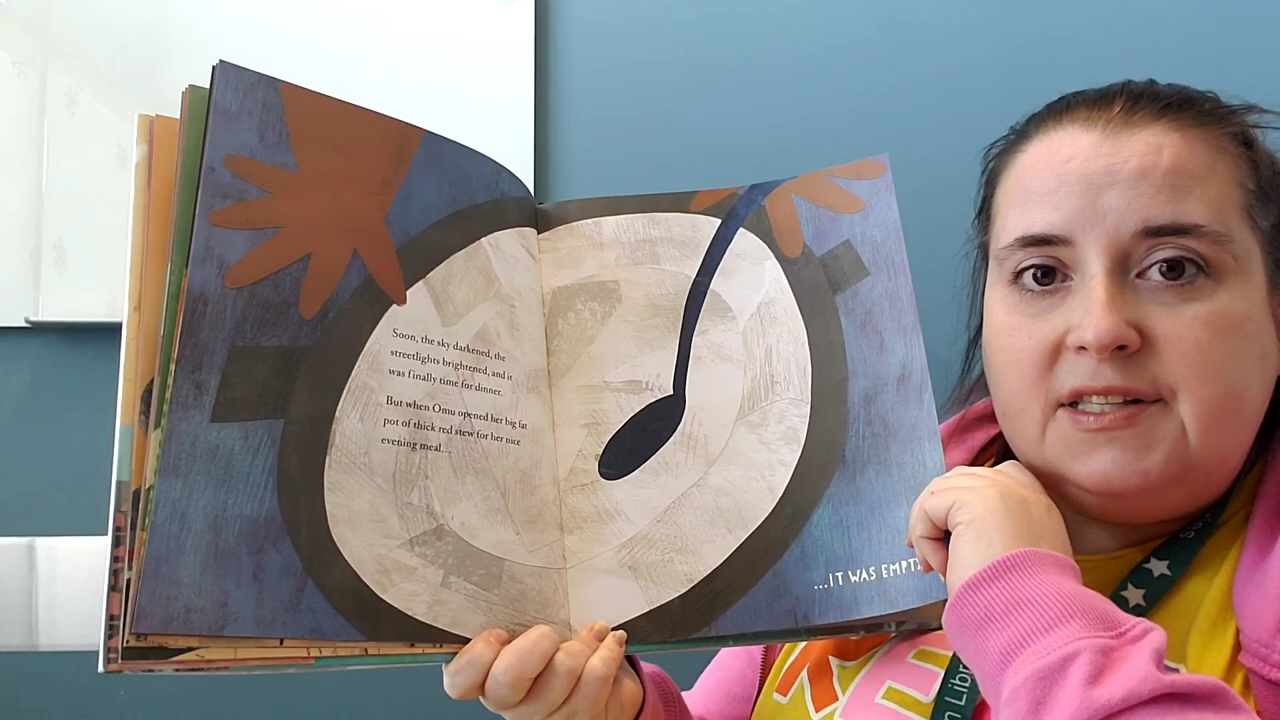 Soon, the sky darkened, the
streetlights brightened, and it
was finally time for dinner.
But when Omu opened her big fat
pot of thick red stew for her nice
evening meal...
...IT WAS EMPTY